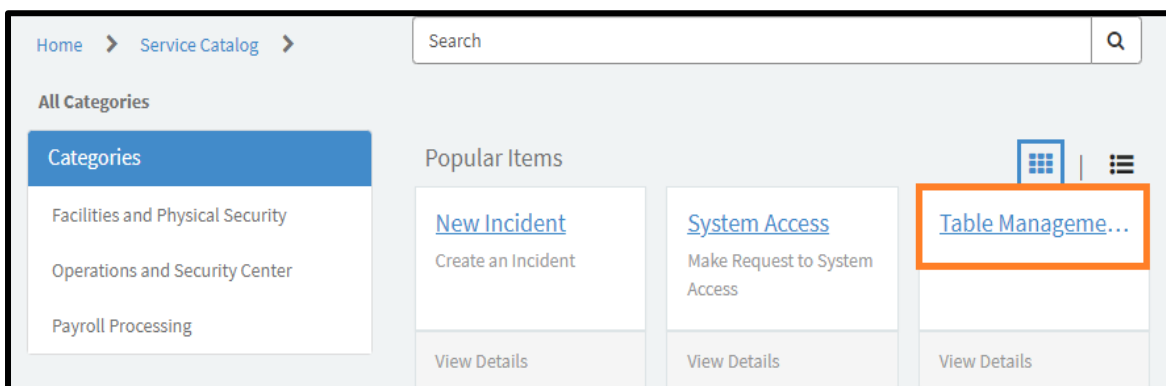 Home > Service Catalog >
Search
All Categories
Categories
Facilities and Physical Security
Operations and Security Center
Payroll Processing
Popular Items
New Incident
Create an Incident
View Details
System Access
Make Request to System
Access
View Details
Table Manageme...
View Details